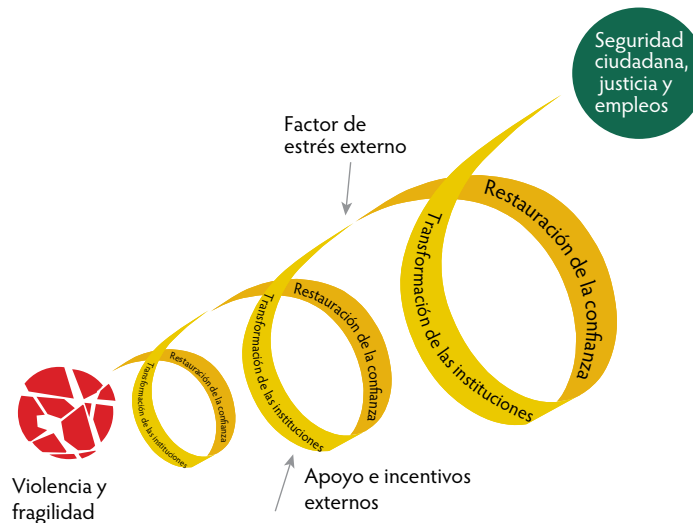 Seguridad
ciudadana,
justicia y
empleos
Factor de
estrés externo
Restauración de la confianza
Transformación de las instituciones
Restauración de la confianza
Transformación de las instituciones
Restauración de la confianza
Transformación de las instituciones
Violencia y
fragilidad
Apoyo e incentivos
externos